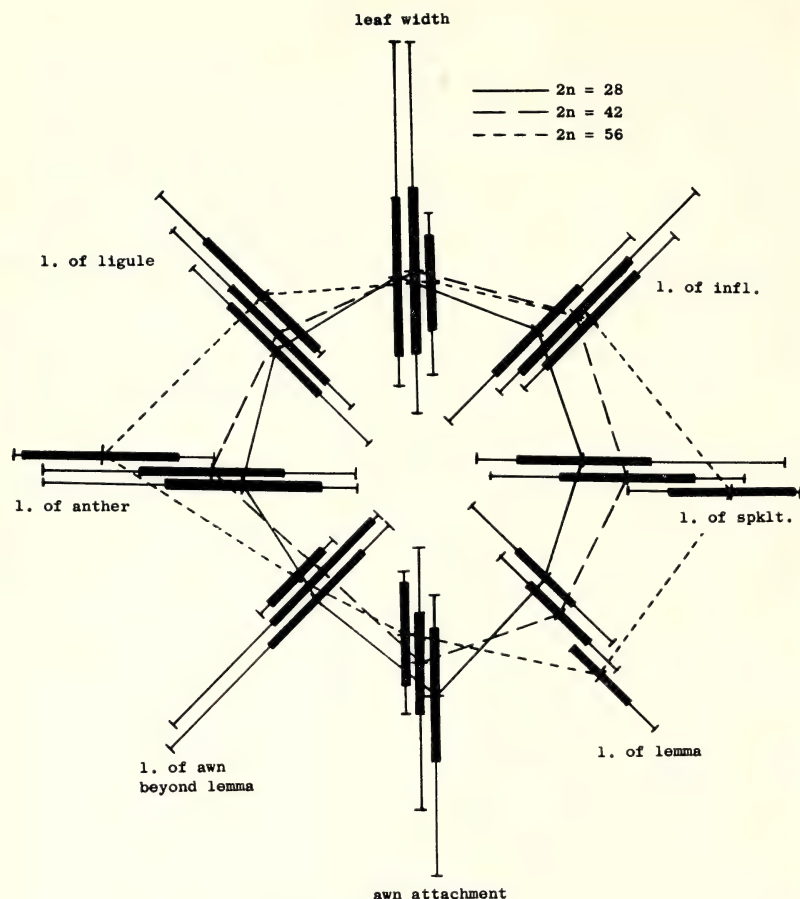 leaf width
2n = 28
2n = 42
2n = 56
l. of ligule
l. of infl.
l. of anther
l. of spklt.
l. of awn
beyond lemma
l. of lemma
awn attachment